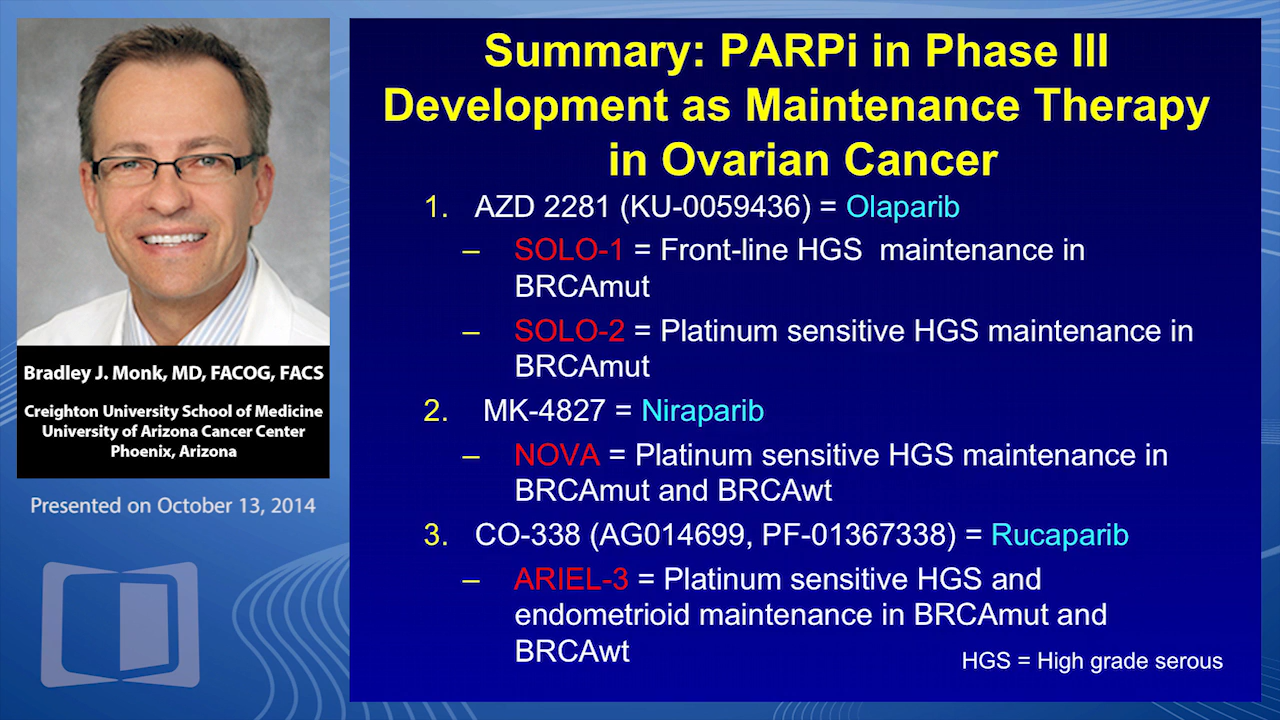 Summary: PARPi in Phase III
Development as Maintenance Therapy
in Ovarian Cancer
1. AZD 2281 (KU-0059436) = Olaparib
– SOLO-1 = Front-line HGS maintenance in
BRCAmut
– SOLO-2 = Platinum sensitive HGS maintenance in
BRCAmut
2. MK-4827 = Niraparib
– NOVA = Platinum sensitive HGS maintenance in
BRCAmut and BRCAwt
3. CO-338 (AG014699, PF-01367338) = Rucaparib
– ARIEL-3 = Platinum sensitive HGS and
endometrioid maintenance in BRCAmut and
BRCAwt
HGS = High grade serous
Bradley J. Monk, MD, FACOG, FACS
Creighton University School of Medicine
University of Arizona Cancer Center
Phoenix, Arizona
Presented on October 13, 2014